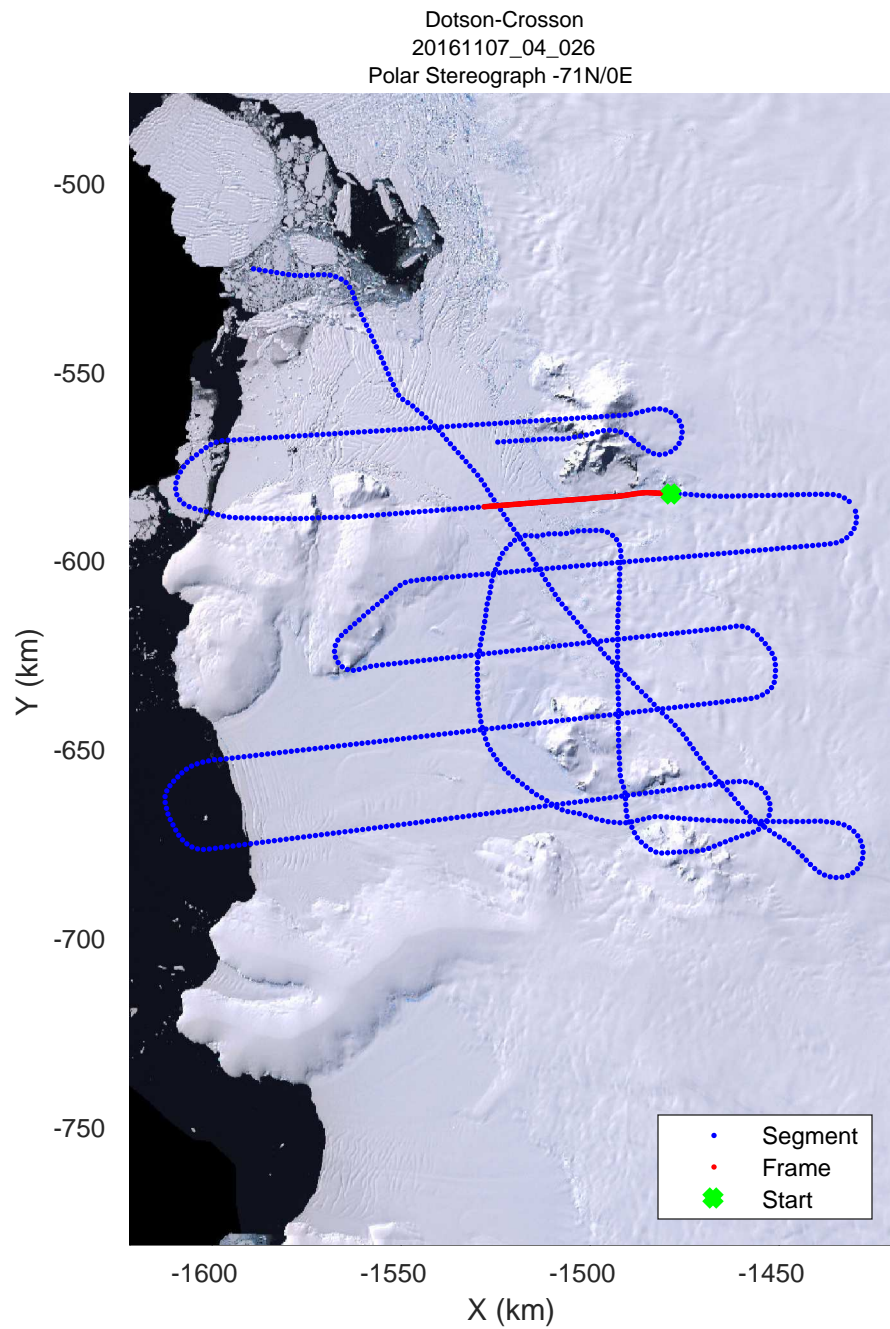 Dotson-Crosson
20161107_04_026
Polar Stereograph -71N/0E
-500
-550
-600
-650
-700
-750
Y (km)
-1600
-1550
-1500
-1450
X (km)
Segment
Frame
Start